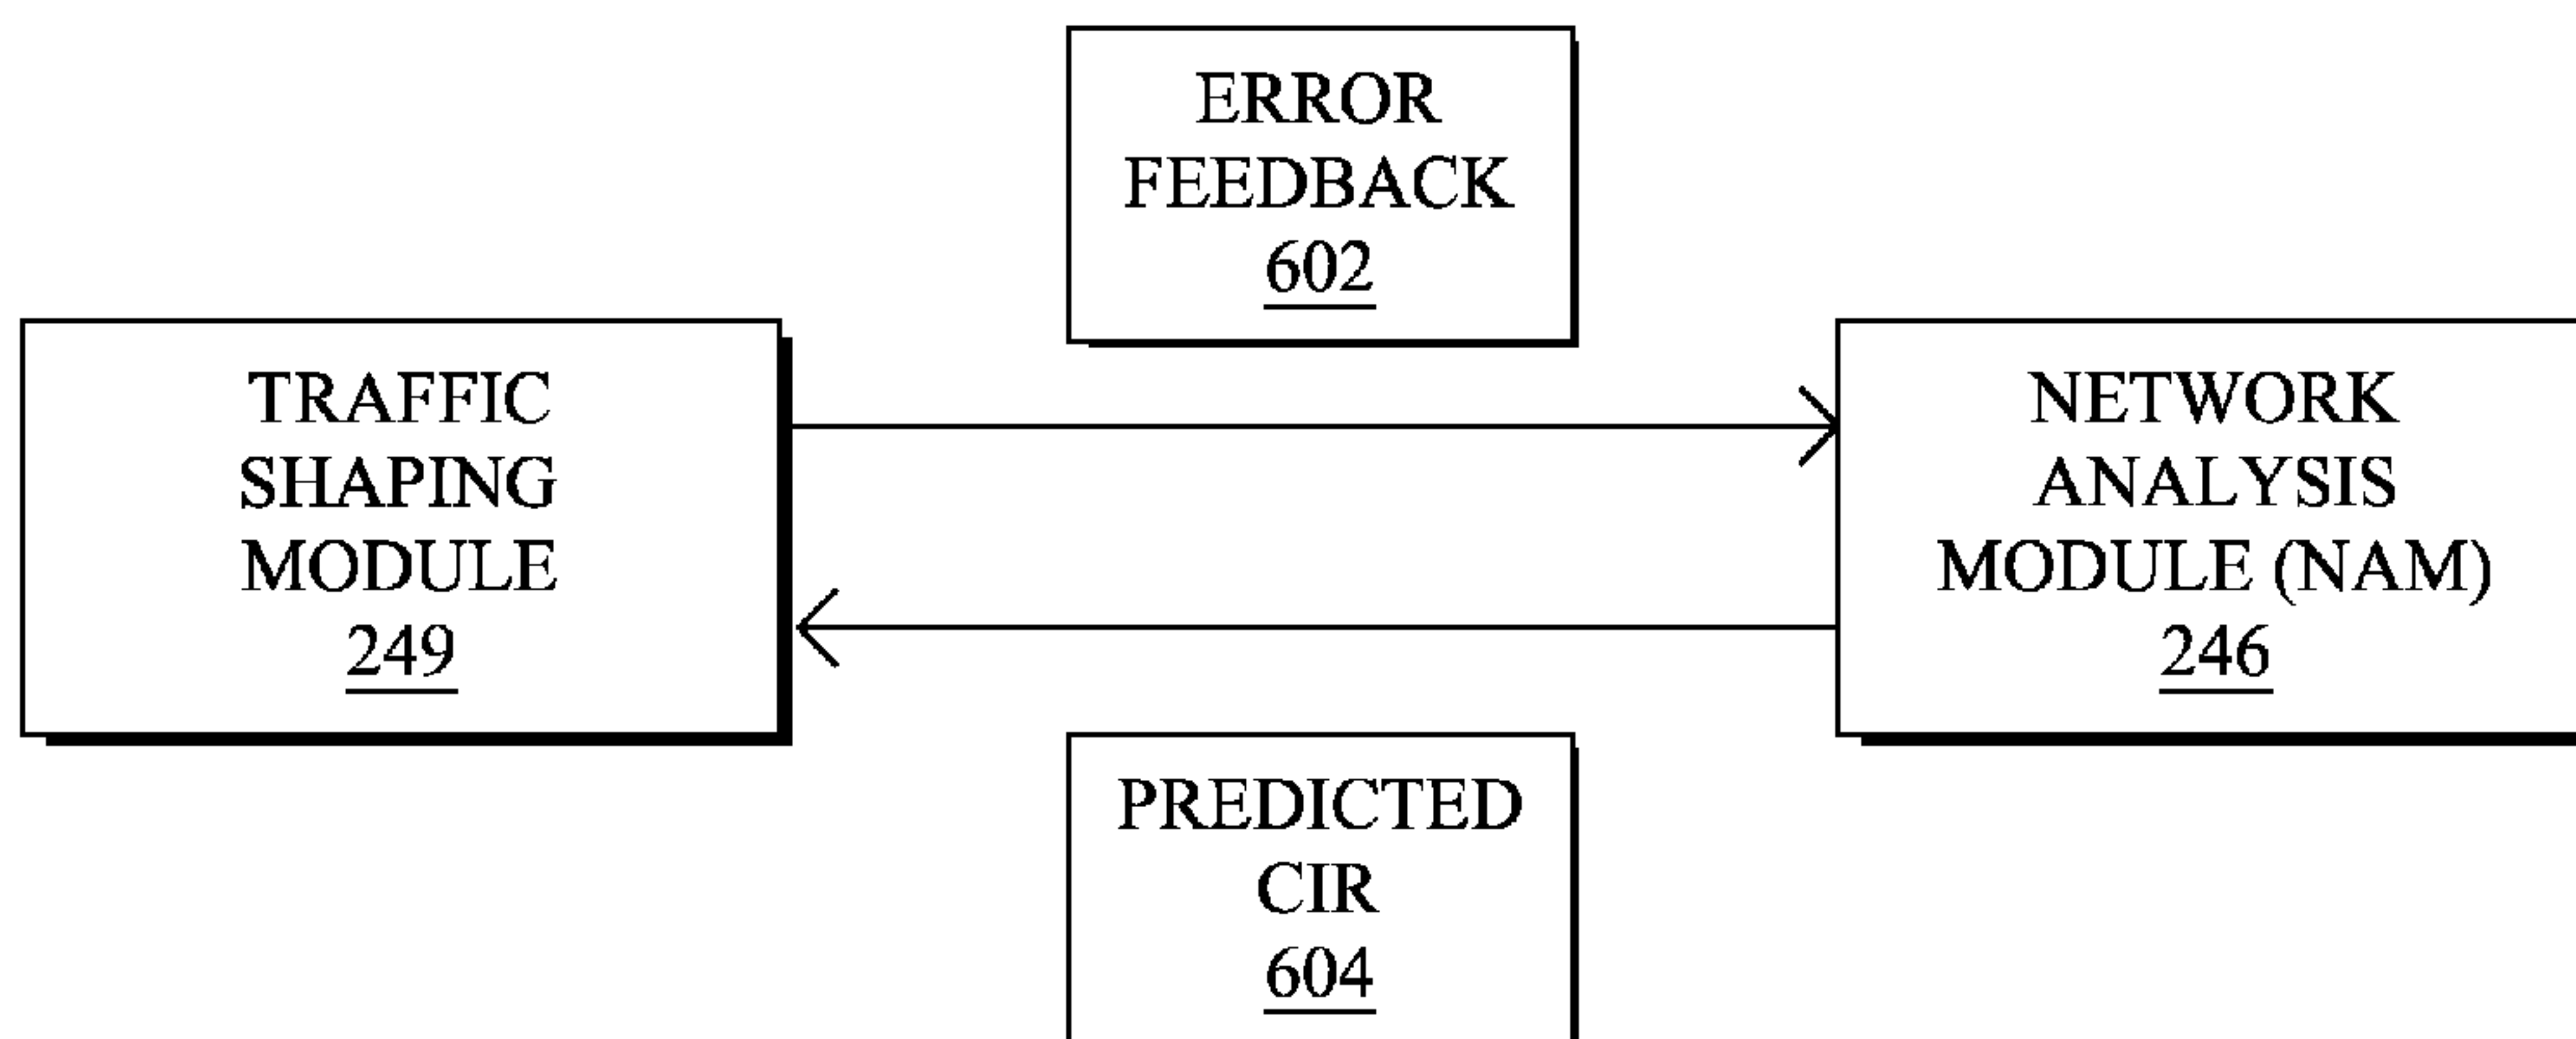 ERROR
FEEDBACK
602
TRAFFIC
SHAPING
MODULE
249
NETWORK
ANALYSIS
MODULE (NAM)
246
PREDICTED
CIR
604